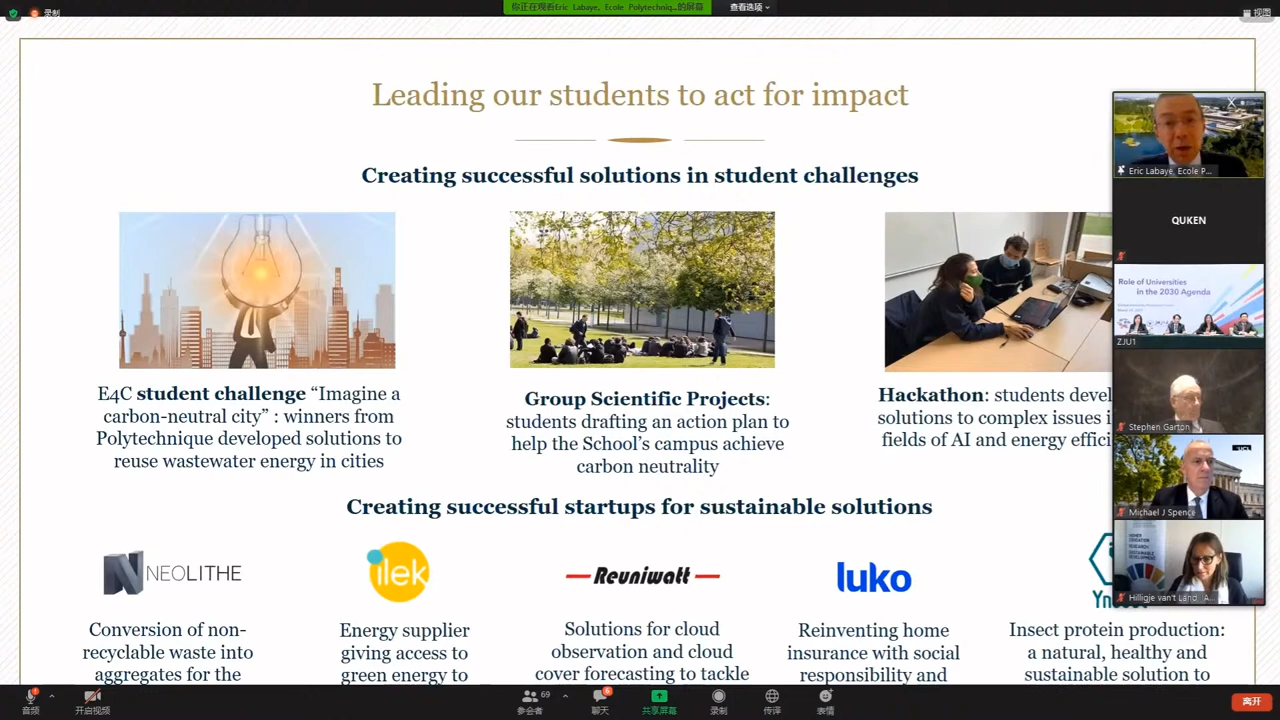 录制
你正在观看Eric Labaye, Ecole Polytechniq…的屏幕
查看选项
视图
Leading our students to act for impact
Creating successful solutions in student challenges
E4C student challenge “Imagine a
carbon-neutral city” : winners from
Polytechnique developed solutions to
reuse wastewater energy in cities
Group Scientific Projects:
students drafting an action plan to
help the School’s campus achieve
carbon neutrality
Hackathon: students devel
solutions to complex issues i
fields of AI and energy effici
Creating successful startups for sustainable solutions
NEOLITHE
ilek
Reuniwatt
luko
Conversion of non-
recyclable waste into
aggregates for the
Energy supplier
giving access to
green energy to
Solutions for cloud
observation and cloud
cover forecasting to tackle
Reinventing home
insurance with social
responsibility and
Insect protein production:
a natural, healthy and
sustainable solution to
Eric Labaye, Ecole P...
QUKEN
Role of Universities
in the 2030 Agenda
ZJU1
Stephen Garton
UCL
Michael J Spence
HIGHER
EDUCATION
RESEARCH
SUSTAINABLE
DEVELOPMENT
Hilligje van't Land
音频
开启视频
69
参会者
6
聊天
共享屏幕
录制
传译
表情
离开